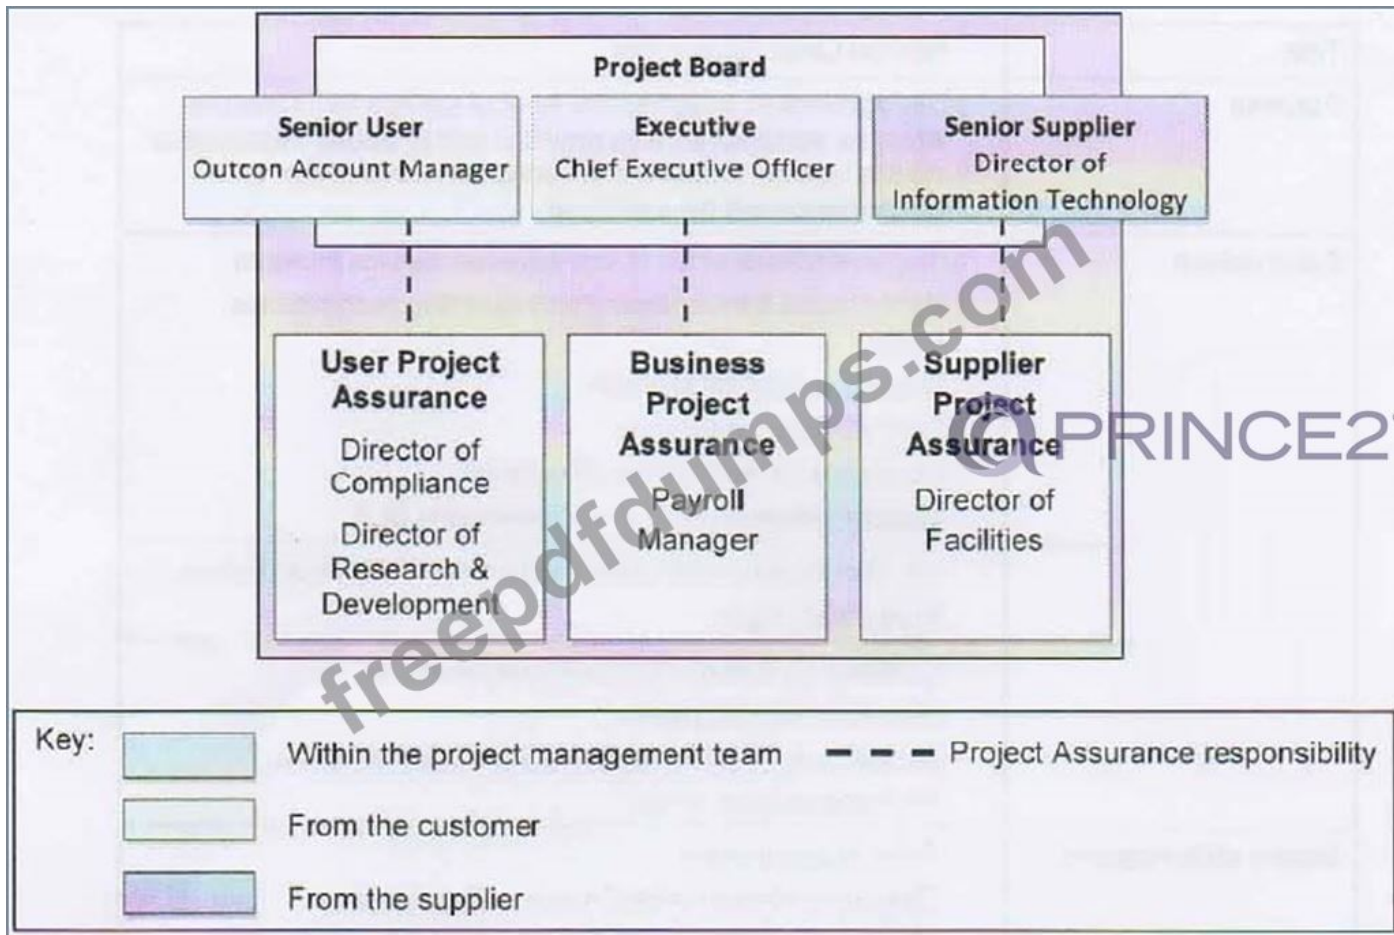 Project Board
Senior User
Outcon Account Manager
Executive
Chief Executive Officer
Senior Supplier
Director of
Information Technology
User Project
Assurance
Director of
Compliance
Director of
Research &
Development
Business
Project
Assurance
Payroll
Manager
Supplier
Project
Assurance
Director of
Facilities
PRINCE2
freepdfdumps.com
Key:
Within the project management team
Project Assurance responsibility
From the customer
From the supplier